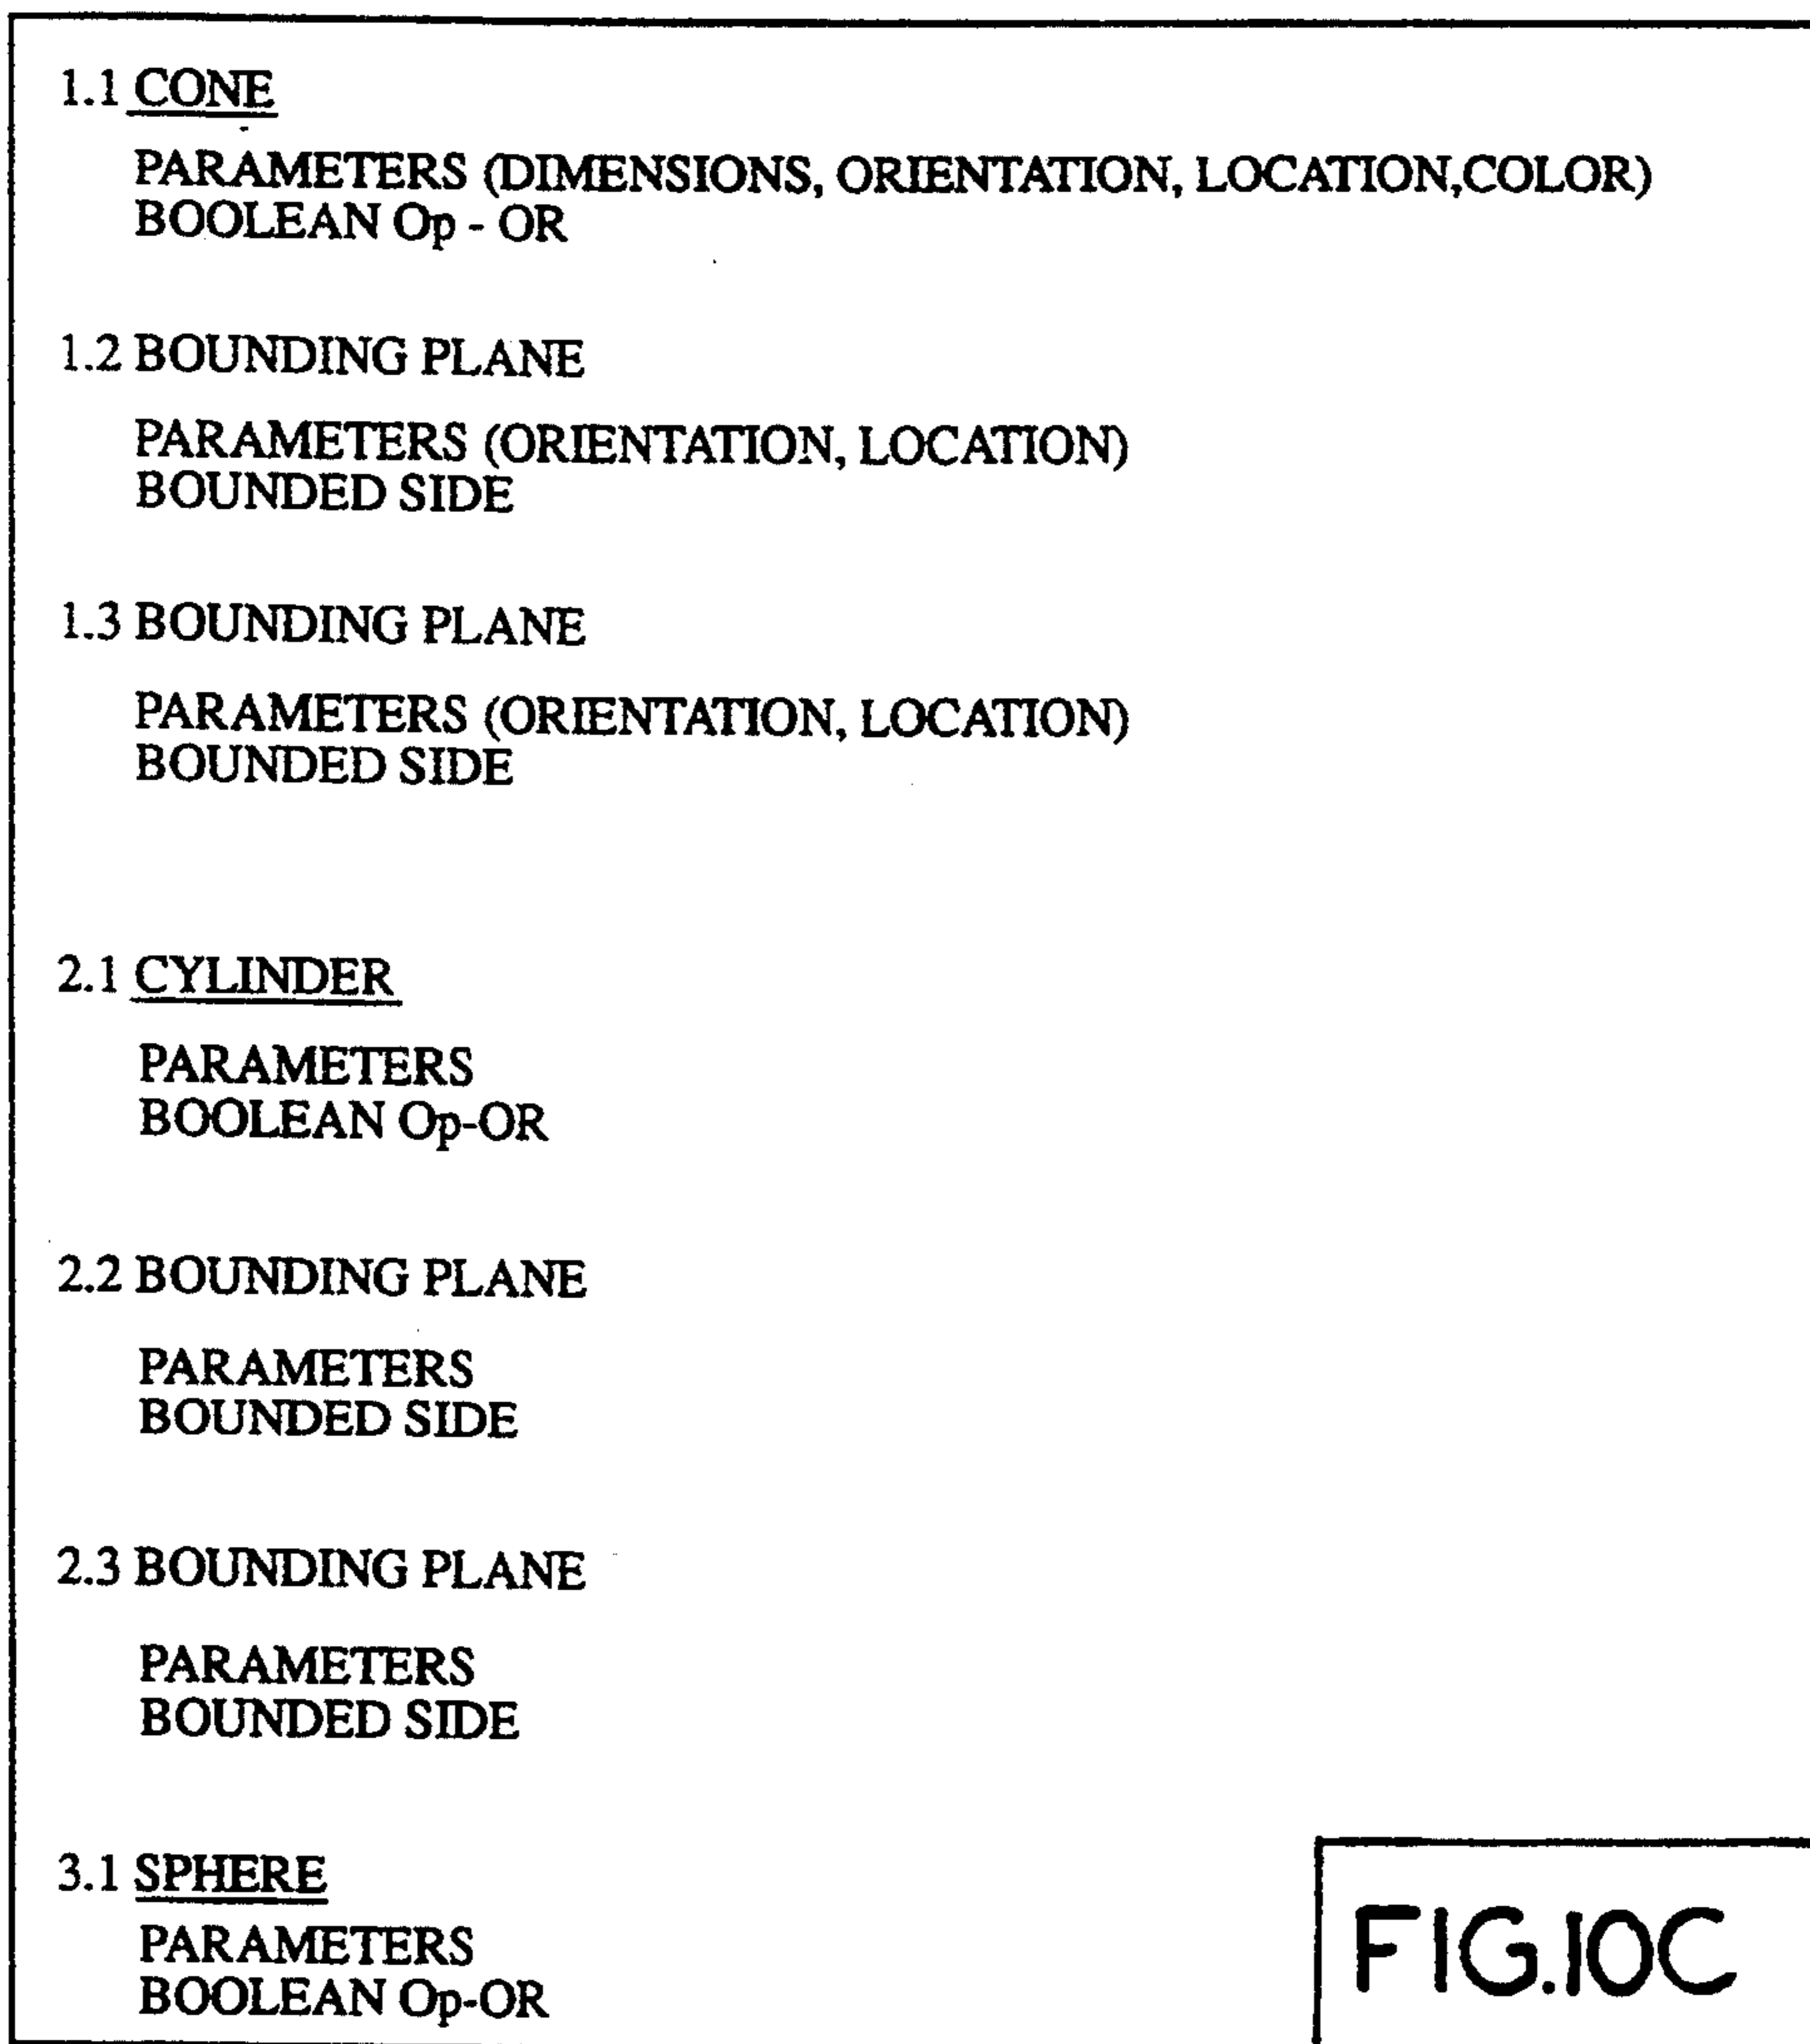 1.1 CONE
PARAMETERS (DIMENSIONS, ORIENTATION, LOCATION,COLOR)
BOOLEAN Op - OR
1.2 BOUNDING PLANE
PARAMETERS (ORIENTATION, LOCATION)
BOUNDED SIDE
1.3 BOUNDING PLANE
PARAMETERS (ORIENTATION, LOCATION)
BOUNDED SIDE
2.1 CYLINDER
PARAMETERS
BOOLEAN Op-OR
2.2 BOUNDING PLANE
PARAMETERS
BOUNDED SIDE
2.3 BOUNDING PLANE
PARAMETERS
BOUNDED SIDE
3.1 SPHERE
PARAMETERS
BOOLEAN Op-OR
FIG.10C